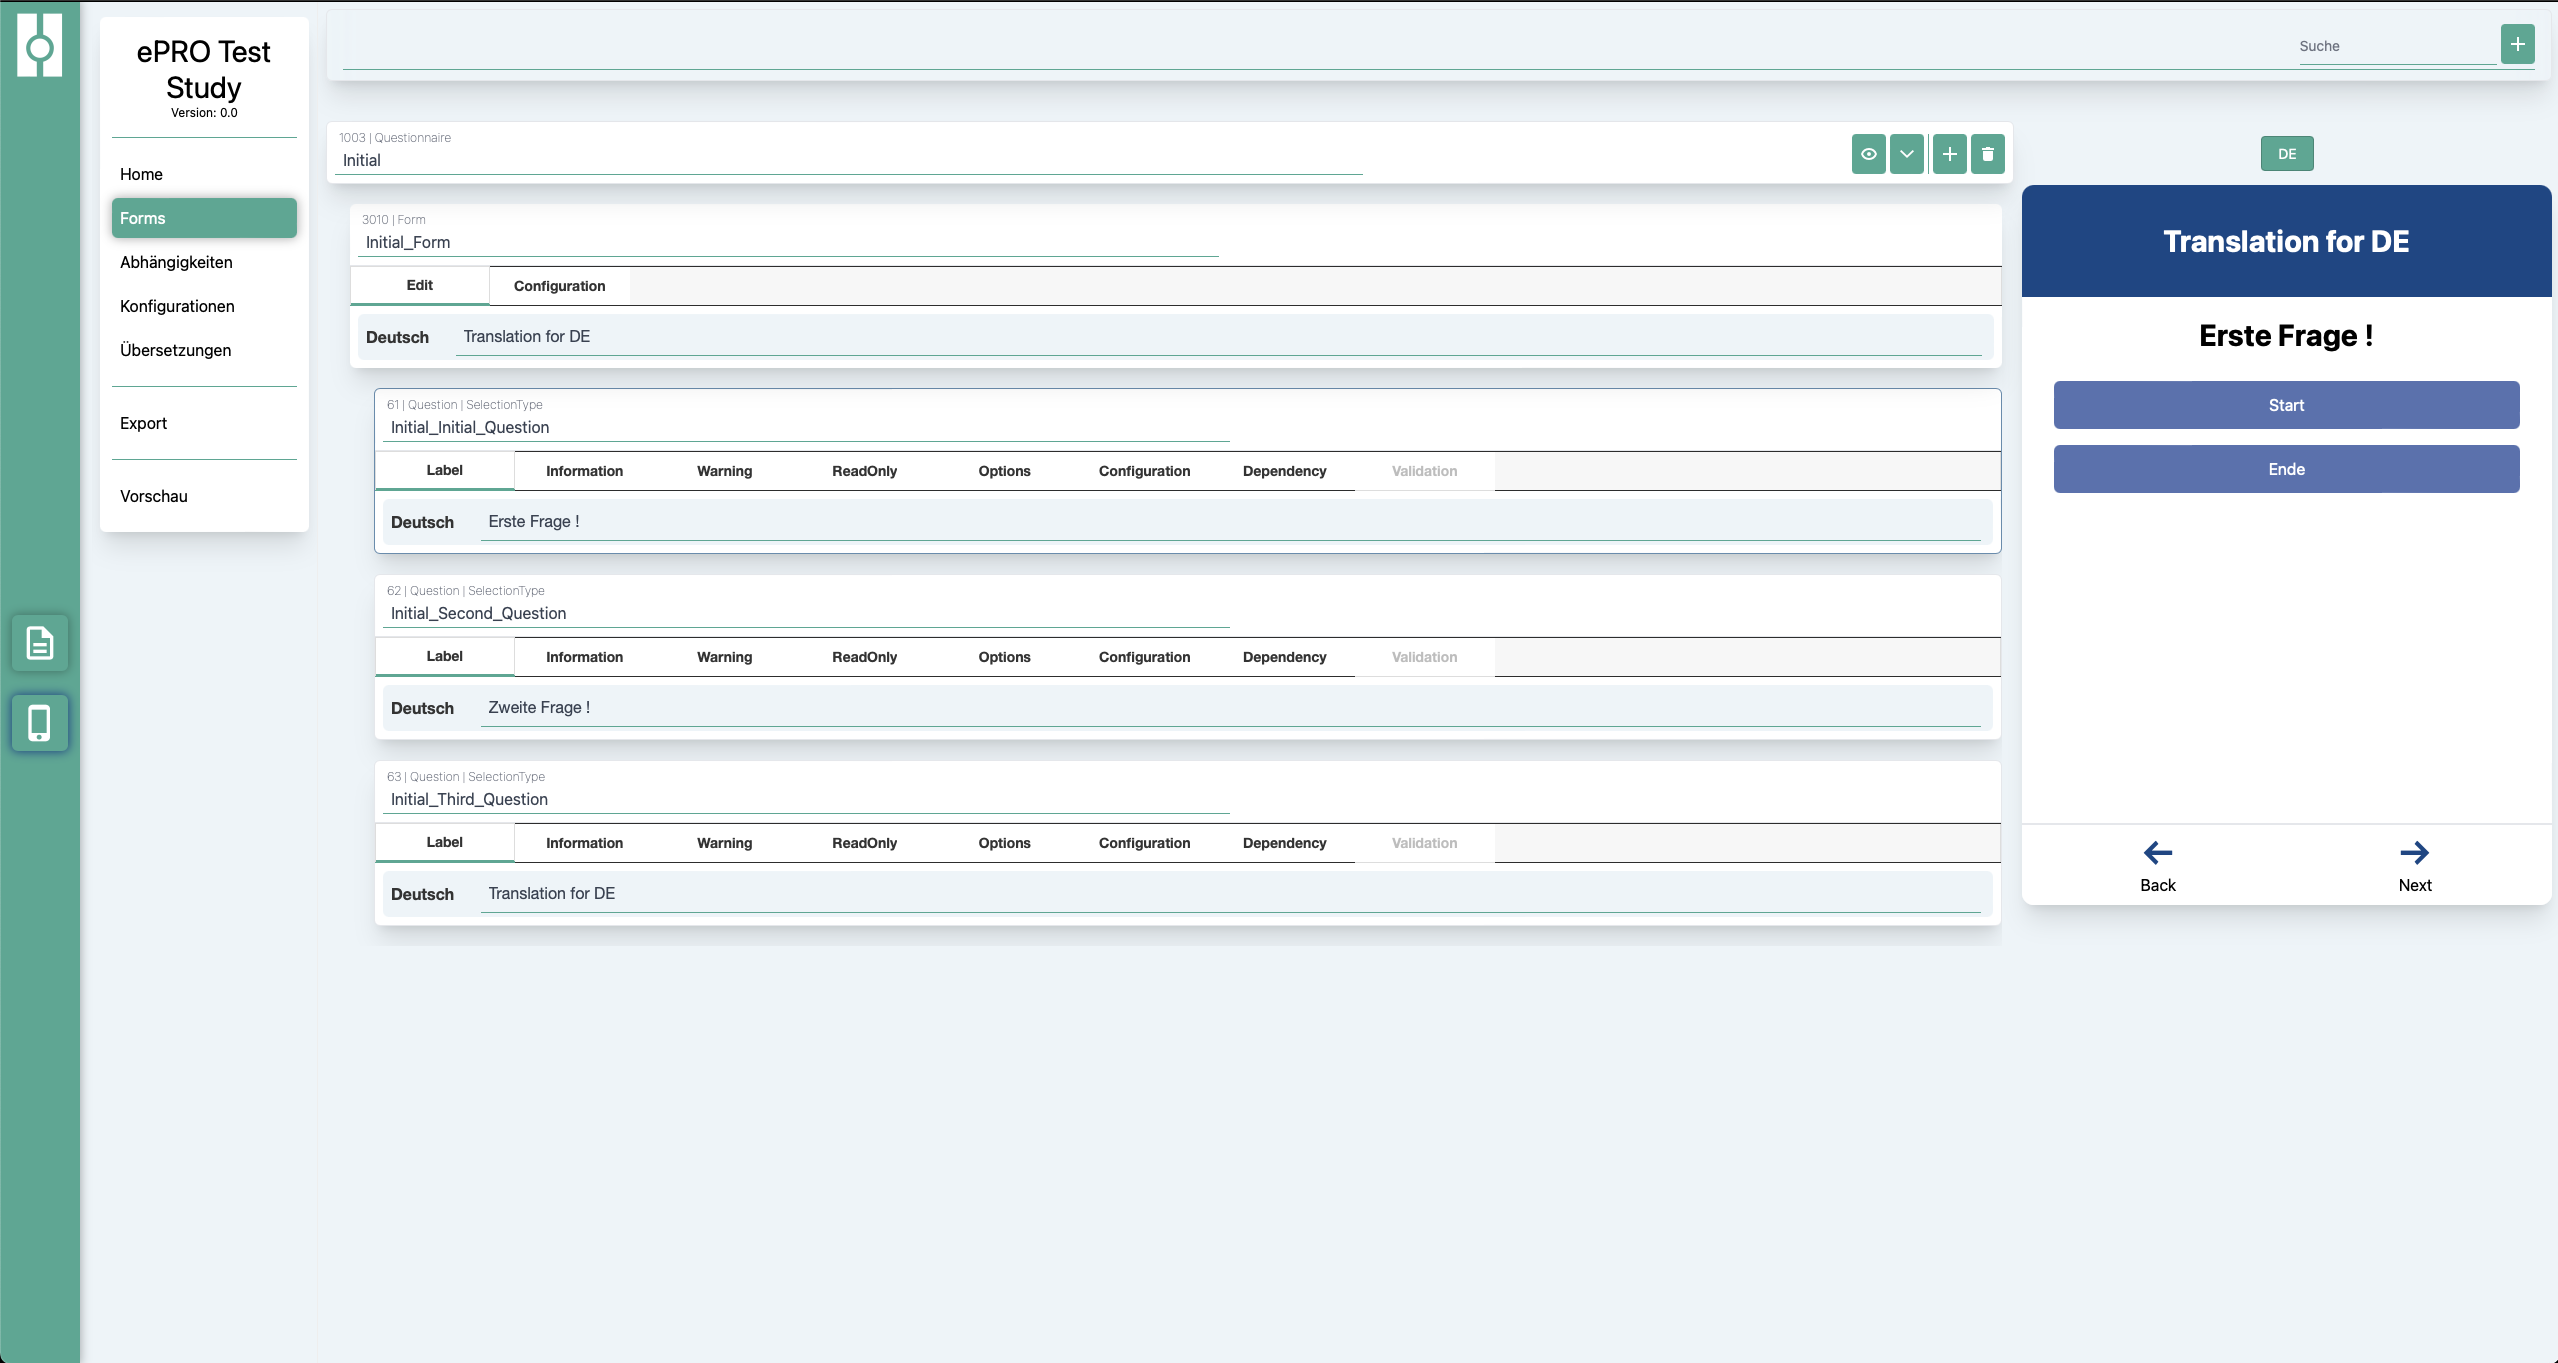 ePRO Test
Study
Version: 0.0
Home
Forms
Abhängigkeiten
Konfigurationen
Übersetzungen
Export
Vorschau
Suche
1003 | Questionnaire
Initial
3010 | Form
Initial_Form
Edit Configuration
Deutsch Translation for DE
61 | Question | SelectionType
Initial_Initial_Question
Label Information Warning ReadOnly Options Configuration Dependency Validation
Deutsch Erste Frage !
62 | Question | SelectionType
Initial_Second_Question
Label Information Warning ReadOnly Options Configuration Dependency Validation
Deutsch Zweite Frage !
63 | Question | SelectionType
Initial_Third_Question
Label Information Warning ReadOnly Options Configuration Dependency Validation
Deutsch Translation for DE
DE
Translation for DE
Erste Frage !
Start
Ende
Back Next